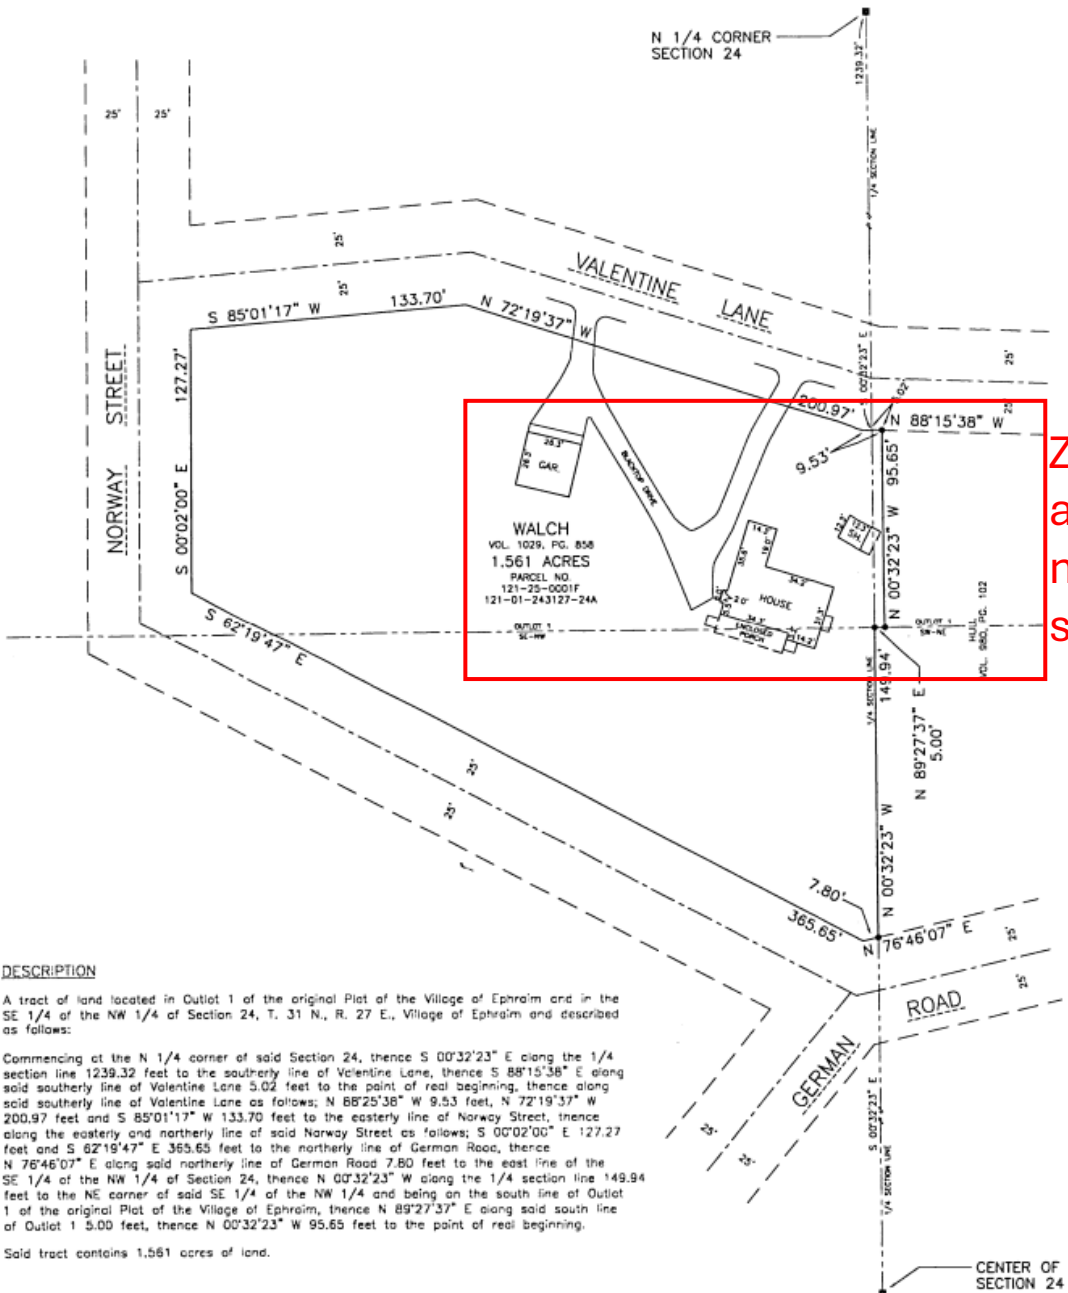 N 1/4 CORNER
SECTION 24
1239.32'
1/4 SECTION LINE
25'
25'
25'
25'
VALENTINE LANE
S 85°01'17" W 133.70'
N 72°19'37" W
200.97'
S 00°32'23" E
5.02'
25'
25'
N 88°15'38" W
9.53'
NORWAY STREET
127.27'
S 00°02'00" E
26.3'
26.3'
GAR.
BLACKTOP DRIVE
95.65'
N 00°32'23" W
12.3'
SH.
WALCH
VOL. 1029, PG. 858
1.561 ACRES
PARCEL NO.
121-25-0001F
121-01-243127-24A
14.2'
19.0'
35.6'
34.2'
HOUSE
2.0'
34.3'
21.3'
ENCLOSED
PORCH
14.2'
OUTLOT 1
SE-NW
OUTLOT 1
SW-NE
HULL
VOL. 980, PG. 102
Z
a
n
s
S 62°19'47" E
1/4 SECTION LINE
149.94'
N 89°27'37" E
5.00'
25'
25'
N 00°32'23" W
7.80'
365.65'
N 76°46'07" E
25'
25'
GERMAN ROAD
25'
25'
S 00°32'23" E
1/4 SECTION LINE
CENTER OF
SECTION 24
DESCRIPTION
A tract of land located in Outlot 1 of the original Plat of the Village of Ephraim and in the
SE 1/4 of the NW 1/4 of Section 24, T. 31 N., R. 27 E., Village of Ephraim and described
as follows:
Commencing at the N 1/4 corner of said Section 24, thence S 00°32'23" E along the 1/4
section line 1239.32 feet to the southerly line of Valentine Lane, thence S 88°15'38" E along
said southerly line of Valentine Lane 5.02 feet to the point of real beginning, thence along
said southerly line of Valentine Lane as follows; N 88°25'38" W 9.53 feet, N 72°19'37" W
200.97 feet and S 85°01'17" W 133.70 feet to the easterly line of Norway Street, thence
along the easterly and northerly line of said Norway Street as follows; S 00°02'00" E 127.27
feet and S 62°19'47" E 365.65 feet to the northerly line of German Road, thence
N 76°46'07" E along said northerly line of German Road 7.80 feet to the east line of the
SE 1/4 of the NW 1/4 of Section 24, thence N 00°32'23" W along the 1/4 section line 149.94
feet to the NE corner of said SE 1/4 of the NW 1/4 and being on the south line of Outlot
1 of the original Plat of the Village of Ephraim, thence N 89°27'37" E along said south line
of Outlot 1 5.00 feet, thence N 00°32'23" W 95.65 feet to the point of real beginning.
Said tract contains 1.561 acres of land.